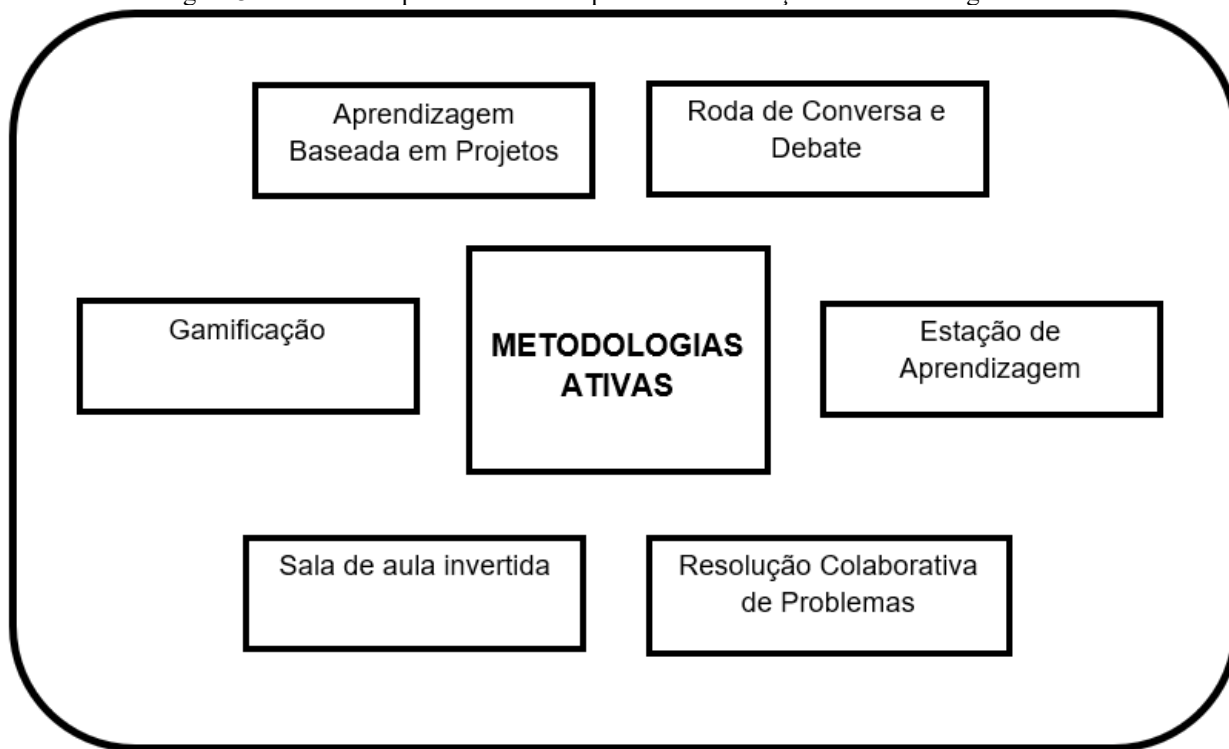 Aprendizagem
Baseada em Projetos
Roda de Conversa e
Debate
Gamificação
METODOLOGIAS
ATIVAS
Estação de
Aprendizagem
Sala de aula invertida
Resolução Colaborativa
de Problemas